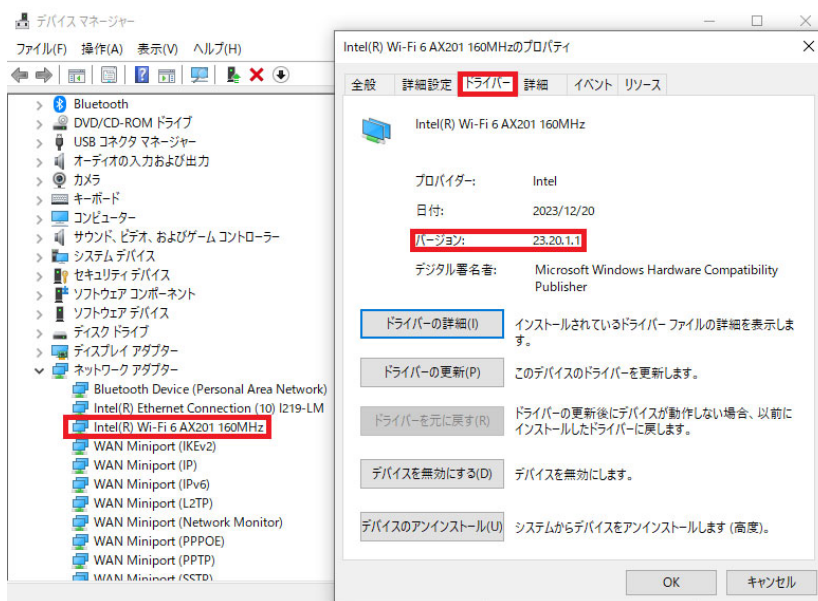 デバイス マネージャー
ファイル(F) 操作(A) 表示(V) ヘルプ(H)
Bluetooth
DVD/CD-ROM ドライブ
USB コネクタ マネージャー
オーディオの入力および出力
カメラ
キーボード
コンピューター
サウンド、ビデオ、およびゲーム コントローラー
システム デバイス
セキュリティ デバイス
ソフトウェア コンポーネント
ソフトウェア デバイス
ディスク ドライブ
ディスプレイ アダプター
ネットワーク アダプター
Bluetooth Device (Personal Area Network)
Intel(R) Ethernet Connection (10) I219-LM
Intel(R) Wi-Fi 6 AX201 160MHz
WAN Miniport (IKEv2)
WAN Miniport (IP)
WAN Miniport (IPv6)
WAN Miniport (L2TP)
WAN Miniport (Network Monitor)
WAN Miniport (PPPOE)
WAN Miniport (PPTP)
WAN Miniport (SSTP)
Intel(R) Wi-Fi 6 AX201 160MHzのプロパティ
全般 詳細設定 ドライバー 詳細 イベント リソース
Intel(R) Wi-Fi 6 AX201 160MHz
プロバイダー: Intel
日付: 2023/12/20
バージョン: 23.20.1.1
デジタル署名者: Microsoft Windows Hardware Compatibility
Publisher
ドライバーの詳細(I) インストールされているドライバー ファイルの詳細を表示しま
す。
ドライバーの更新(P) このデバイスのドライバーを更新します。
ドライバーを元に戻す(R) ドライバーの更新後にデバイスが動作しない場合、以前に
インストールしたドライバーに戻します。
デバイスを無効にする(D) デバイスを無効にします。
デバイスのアンインストール(U) システムからデバイスをアンインストールします (高度)。
OK キャンセル